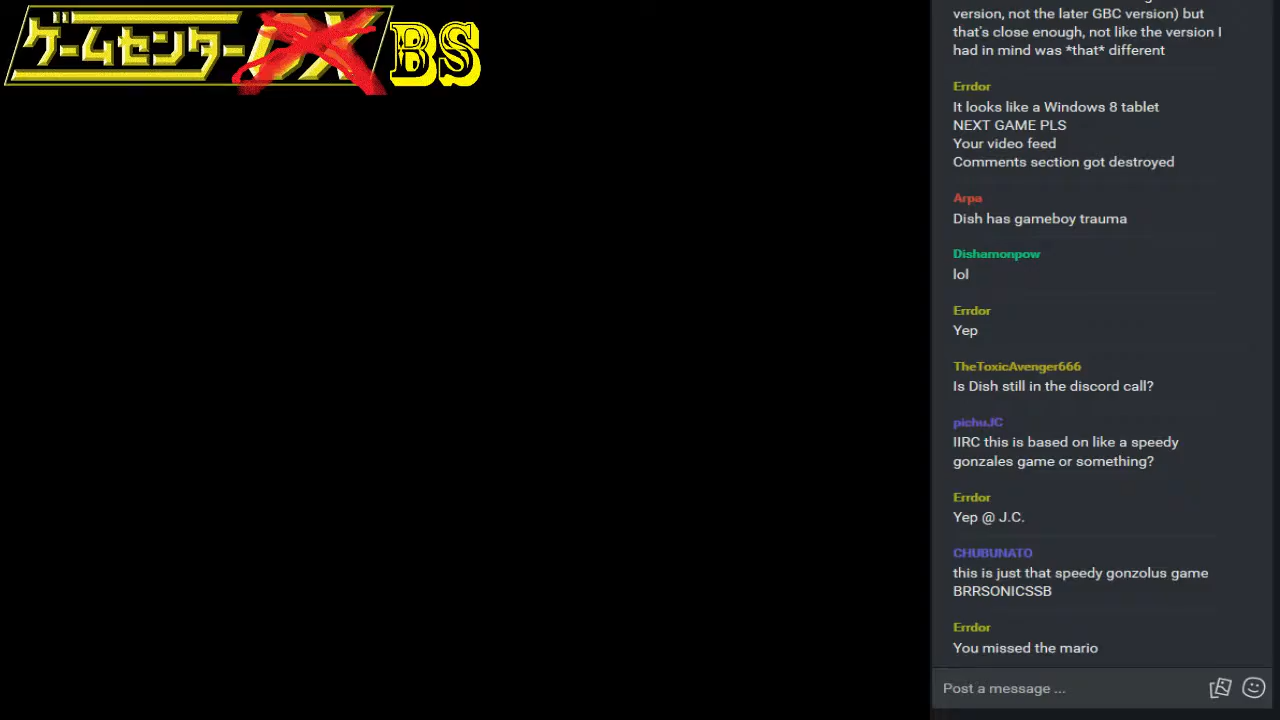 ゲームセンターDX BS
version, not the later GBC version) but
that's close enough, not like the version I
had in mind was *that* different
Errdor
It looks like a Windows 8 tablet
NEXT GAME PLS
Your video feed
Comments section got destroyed
Arpa
Dish has gameboy trauma
Dishamonpow
lol
Errdor
Yep
TheToxicAvenger666
Is Dish still in the discord call?
pichuJC
IIRC this is based on like a speedy
gonzales game or something?
Errdor
Yep @ J.C.
CHUBUNATO
this is just that speedy gonzolus game
BRRSONICSSB
Errdor
You missed the mario
Post a message ...